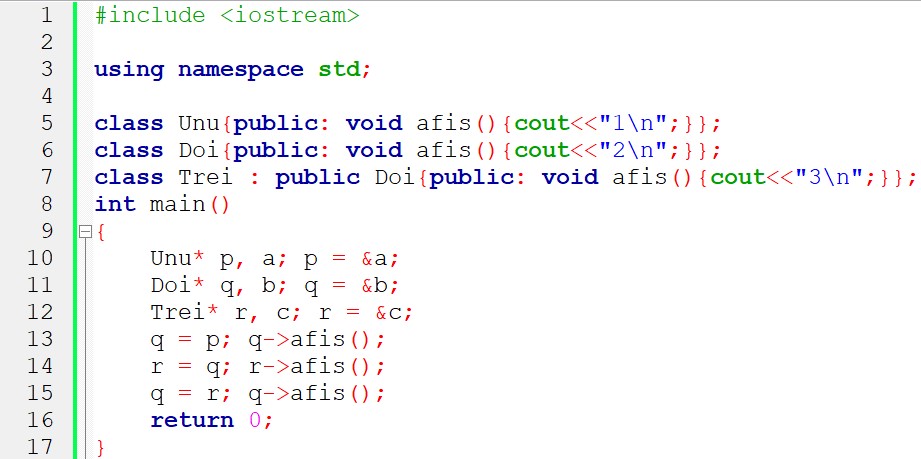 1 #include <iostream>
2
3 using namespace std;
4
5 class Unu{public: void afis(){cout<<"1\n";}};
6 class Doi{public: void afis(){cout<<"2\n";}};
7 class Trei : public Doi{public: void afis(){cout<<"3\n";}};
8 int main()
9 {
10     Unu* p, a; p = &a;
11     Doi* q, b; q = &b;
12     Trei* r, c; r = &c;
13     q = p; q->afis();
14     r = q; r->afis();
15     q = r; q->afis();
16     return 0;
17 }